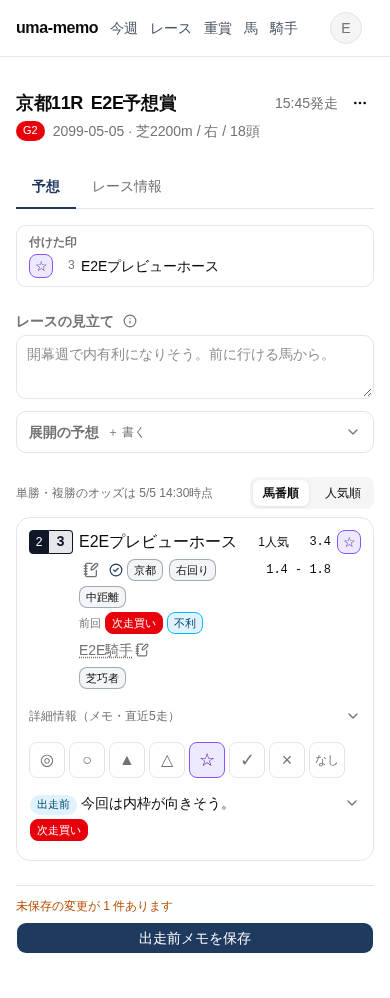 uma-memo 今週 レース 重賞 馬 騎手 E
京都11R E2E予想賞 15:45発走 ···
G2 2099-05-05 · 芝2200m / 右 / 18頭
予想 レース情報
付けた印
☆ 3 E2Eプレビューホース
レースの見立て
開幕週で内有利になりそう。前に行ける馬から。
展開の予想 + 書く
単勝・複勝のオッズは 5/5 14:30時点 馬番順 人気順
2 3 E2Eプレビューホース 1人気 3.4 ☆
京都 右回り 1.4 - 1.8
中距離
前回 次走買い 不利
E2E騎手
芝巧者
詳細情報（メモ・直近5走）
◎ ○ ▲ △ ☆ ✓ × なし
出走前 今回は内枠が向きそう。
次走買い
未保存の変更が 1 件あります
出走前メモを保存